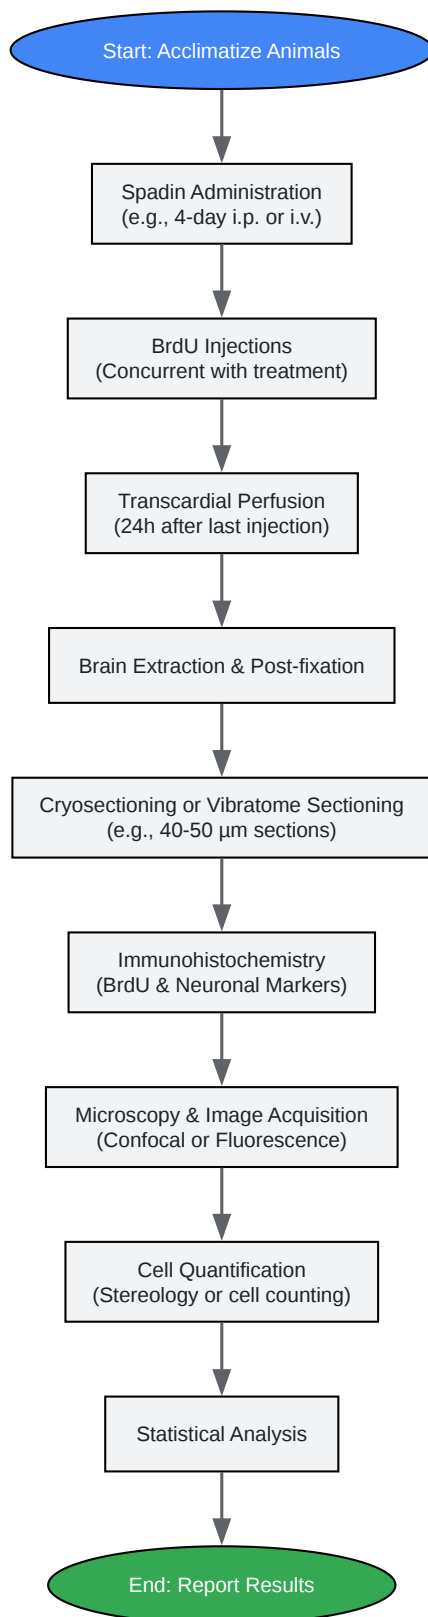 Start: Acclimatize Animals
Spadin Administration
(e.g., 4-day i.p. or i.v.)
BrdU Injections
(Concurrent with treatment)
Transcardial Perfusion
(24h after last injection)
Brain Extraction & Post-fixation
Cryosectioning or Vibratome Sectioning
(e.g., 40-50 µm sections)
Immunohistochemistry
(BrdU & Neuronal Markers)
Microscopy & Image Acquisition
(Confocal or Fluorescence)
Cell Quantification
(Stereology or cell counting)
Statistical Analysis
End: Report Results